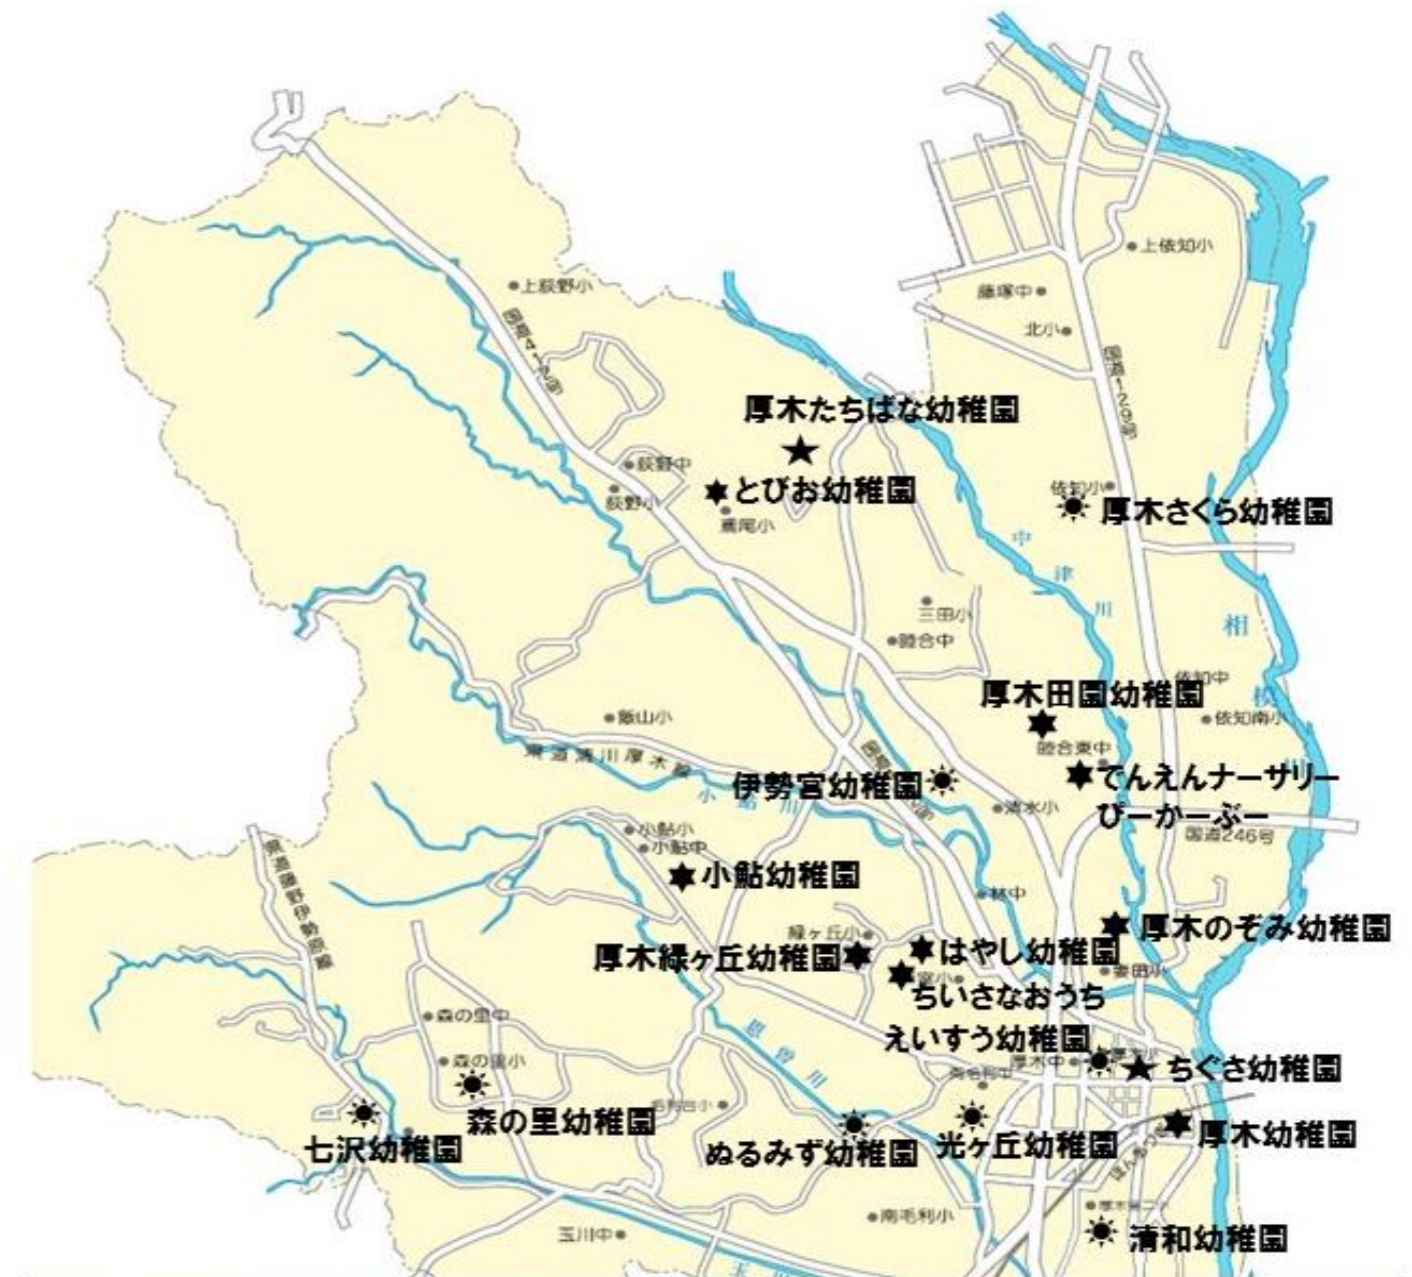 上依知小
上荻野小
藤塚中
北小
国道412号
国道129号
厚木たちばな幼稚園
荻野中
とびお幼稚園
依知小
荻野小
厚木さくら幼稚園
鳶尾小
中津川
三田小
相模川
睦合中
依知中
厚木田園幼稚園
飯山小
依知南小
睦合東中
県道清川厚木線
でんえんナーサリー
伊勢宮幼稚園
小鮎川
清水小
ぴーかーぶー
小鮎小
国道246号
小鮎中
県道藤野伊勢原線
小鮎幼稚園
林中
緑ヶ丘小
厚木のぞみ幼稚園
厚木緑ヶ丘幼稚園
はやし幼稚園
妻田小
ちいさなおうち
森の里中
えいすう幼稚園
恩曽川
森の里小
厚木中
ちぐさ幼稚園
南毛利中
毛利台小
森の里幼稚園
七沢幼稚園
ぬるみず幼稚園
光ヶ丘幼稚園
厚木幼稚園
南毛利小
玉川中
清和幼稚園